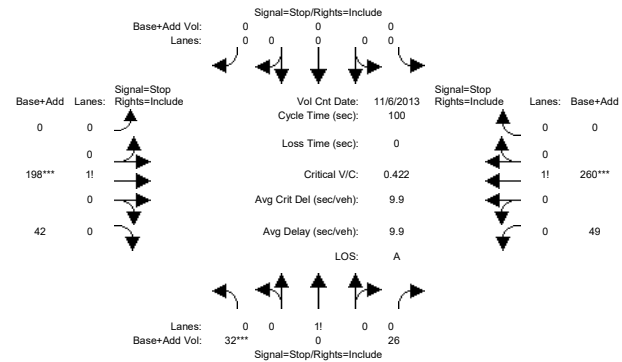 Signal=Stop/Rights=Include
Base+Add Vol: 0 0 0
Lanes: 0 0 0 0 0
Signal=Stop Signal=Stop
Base+Add Lanes: Rights=Include Vol Cnt Date: 11/6/2013 Rights=Include Lanes: Base+Add
Cycle Time (sec): 100
0 0 0 0
Loss Time (sec): 0
0 0
198*** 1! Critical V/C: 0.422 1! 260***
0 Avg Crit Del (sec/veh): 9.9 0
42 0 Avg Delay (sec/veh): 9.9 0 49
LOS: A
Lanes: 0 0 1! 0 0
Base+Add Vol: 32*** 0 26
Signal=Stop/Rights=Include